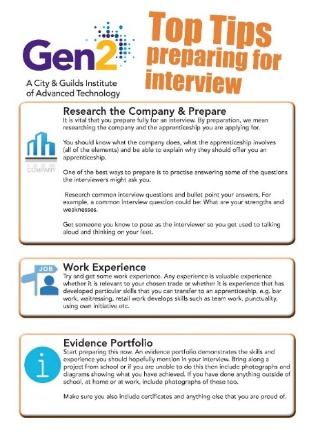 Gen2
A City & Guilds Institute
of Advanced Technology
Top Tips
preparing for
interview
Research the Company & Prepare
It is vital that you prepare fully for an interview. By preparation, we mean
researching the company and the apprenticeship you are applying for.
You should know what the company does, what the apprenticeship involves
(all of the elements) and be able to explain why they should offer you an
apprenticeship.
One of the best ways to prepare is to practise answering some of the questions
the interviewers might ask you.
Research common interview questions and bullet point your answers, For
example, a common interview question could be: What are your strengths and
weaknesses.
Get someone you know to pose as the interviewer so you get used to talking
aloud and thinking on your feet.
COMPANY
JOB
Work Experience
Try and get some work experience. Any experience is valuable experience
whether it is relevant to your chosen trade or whether it is experience that has
developed particular skills that you can transfer to an apprenticeship, e.g. bar
work, waitressing, retail work develops skills such as team work, punctuality,
using own initiative etc.
i
Evidence Portfolio
Start preparing this now. An evidence portfolio demonstrates the skills and
experience you should hopefully mention in your interview. Bring along a
project from school or if you are unable to do this then include photographs and
diagrams showing what you have achieved. If you have done anything outside of
school, at home or at work, include photographs of those too.
Make sure you also include certificates and anything else that you are proud of.